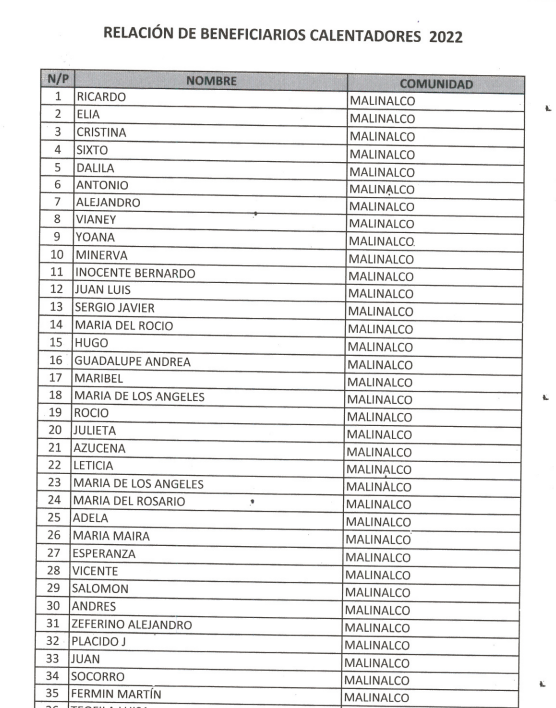 RELACIÓN DE BENEFICIARIOS CALENTADORES 2022
N/P NOMBRE COMUNIDAD
1 RICARDO MALINALCO
2 ELIA MALINALCO
3 CRISTINA MALINALCO
4 SIXTO MALINALCO
5 DALILA MALINALCO
6 ANTONIO MALINALCO
7 ALEJANDRO MALINALCO
8 VIANEY MALINALCO
9 YOANA MALINALCO
10 MINERVA MALINALCO
11 INOCENTE BERNARDO MALINALCO
12 JUAN LUIS MALINALCO
13 SERGIO JAVIER MALINALCO
14 MARIA DEL ROCIO MALINALCO
15 HUGO MALINALCO
16 GUADALUPE ANDREA MALINALCO
17 MARIBEL MALINALCO
18 MARIA DE LOS ANGELES MALINALCO
19 ROCIO MALINALCO
20 JULIETA MALINALCO
21 AZUCENA MALINALCO
22 LETICIA MALINALCO
23 MARIA DE LOS ANGELES MALINALCO
24 MARIA DEL ROSARIO MALINALCO
25 ADELA MALINALCO
26 MARIA MAIRA MALINALCO
27 ESPERANZA MALINALCO
28 VICENTE MALINALCO
29 SALOMON MALINALCO
30 ANDRES MALINALCO
31 ZEFERINO ALEJANDRO MALINALCO
32 PLACIDO J MALINALCO
33 JUAN MALINALCO
34 SOCORRO MALINALCO
35 FERMIN MARTÍN MALINALCO